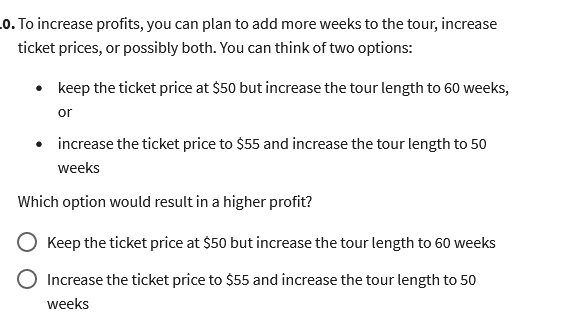 0. To increase profits, you can plan to add more weeks to the tour, increase
ticket prices, or possibly both. You can think of two options:
• keep the ticket price at $50 but increase the tour length to 60 weeks,
or
• increase the ticket price to $55 and increase the tour length to 50
weeks
Which option would result in a higher profit?
Keep the ticket price at $50 but increase the tour length to 60 weeks
Increase the ticket price to $55 and increase the tour length to 50
weeks